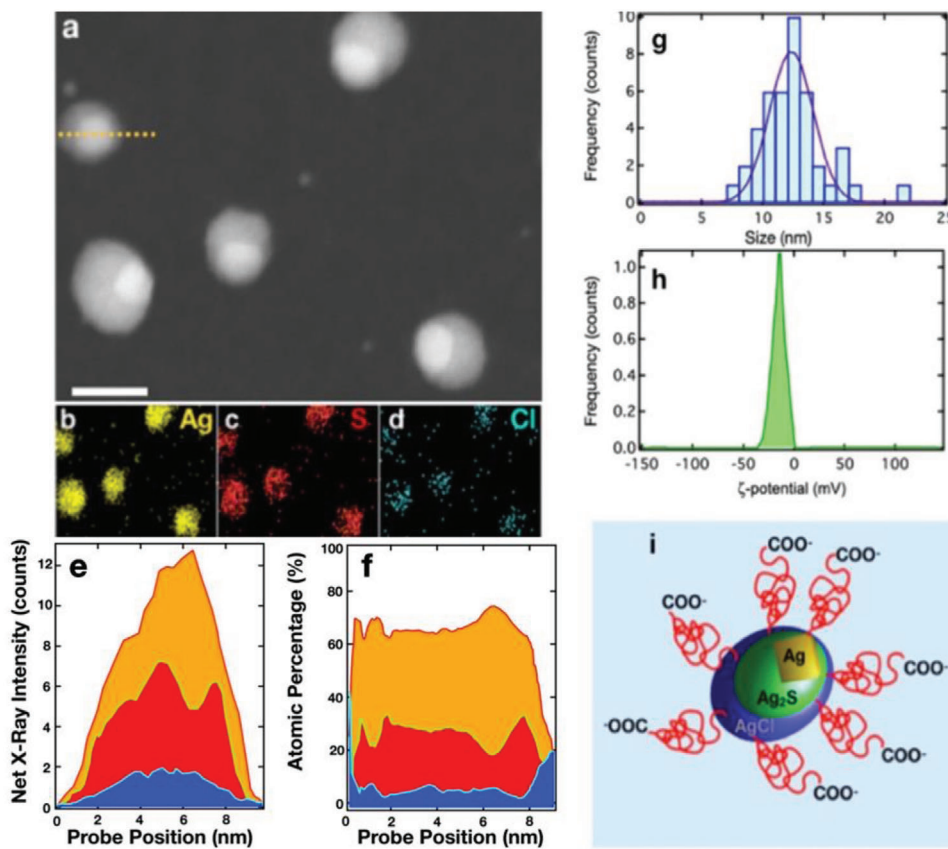 a
b
Ag
c
S
d
Cl
e
12
10
8
6
4
2
0
Net X-Ray Intensity (counts)
0
2
4
6
8
Probe Position (nm)
f
100
80
60
40
20
0
Atomic Percentage (%)
0
2
4
6
8
Probe Position (nm)
g
10
8
6
4
2
0
Frequency (counts)
0
5
10
15
20
25
Size (nm)
h
1.0
0.8
0.6
0.4
0.2
0.0
Frequency (counts)
-150
-100
-50
0
50
100
ζ-potential (mV)
i
COO⁻
COO⁻
COO⁻
COO⁻
⁻OOC
COO⁻
COO⁻
Ag
Ag₂S
AgCl